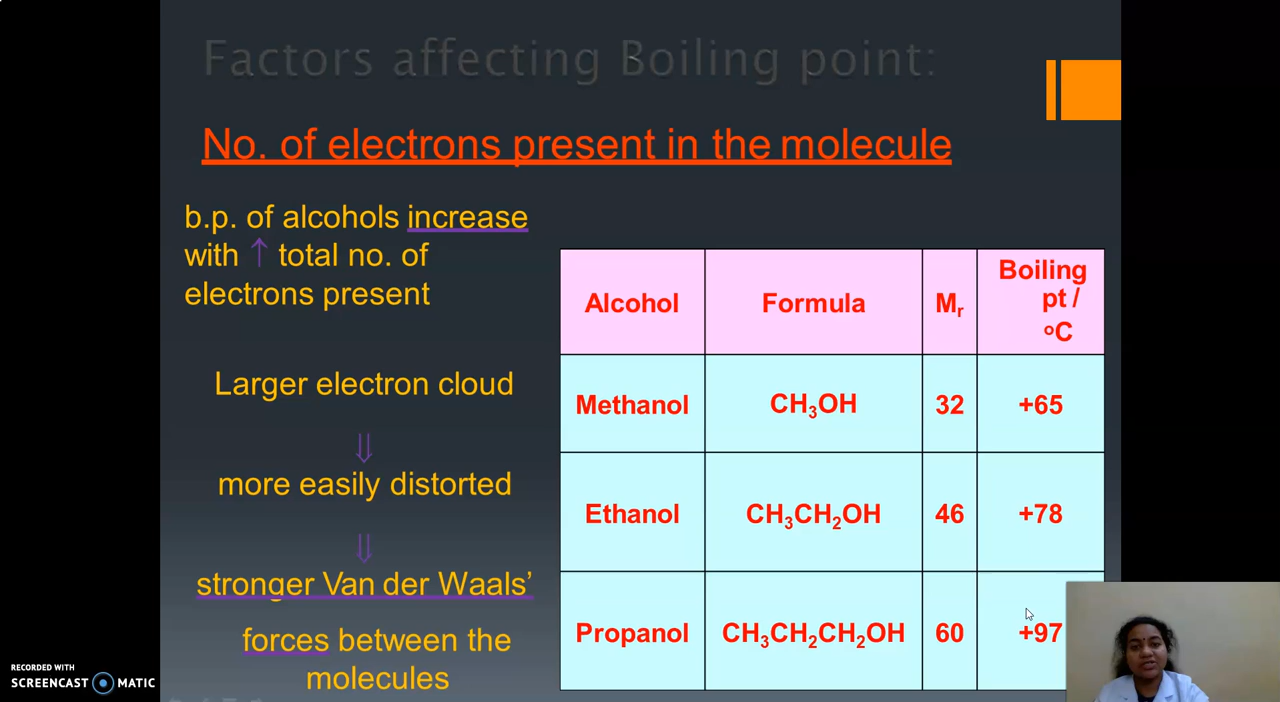 Factors affecting Boiling point:
No. of electrons present in the molecule
b.p. of alcohols increase
with ↑ total no. of
electrons present
Larger electron cloud
⇓
more easily distorted
⇓
stronger Van der Waals’
forces between the
molecules
Alcohol Formula Mᵣ Boiling pt / °C
Methanol CH₃OH 32 +65
Ethanol CH₃CH₂OH 46 +78
Propanol CH₃CH₂CH₂OH 60 +97
RECORDED WITH
SCREENCAST MATIC